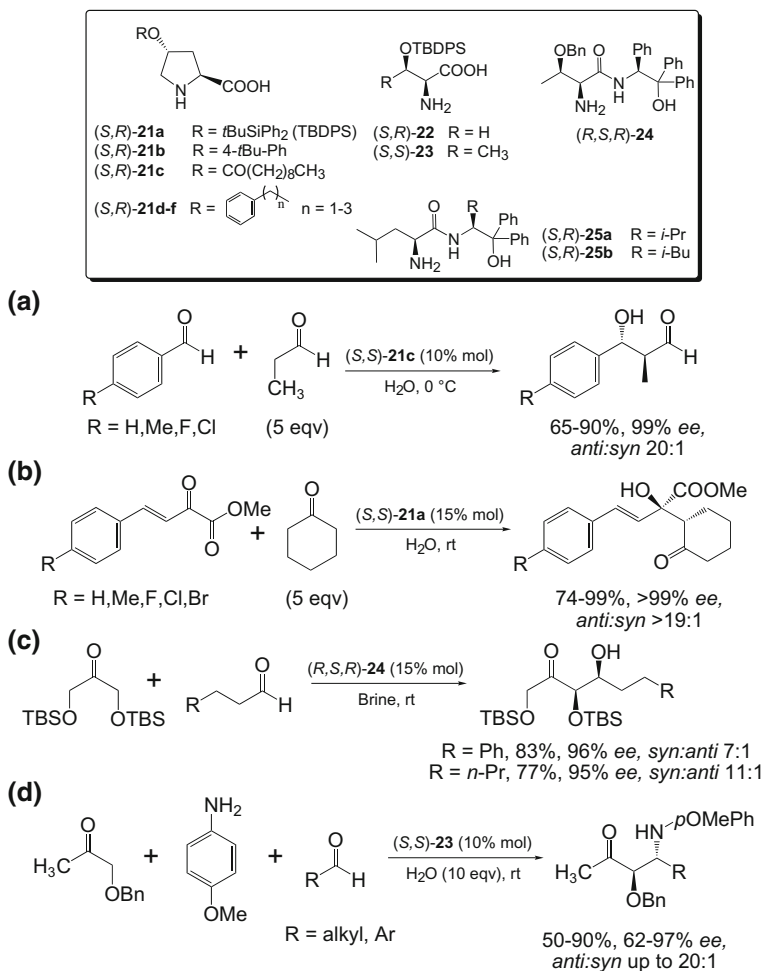 RO
COOH
NH
(S,R)-21a R = tBuSiPh2 (TBDPS)
(S,R)-21b R = 4-tBu-Ph
(S,R)-21c R = CO(CH2)8CH3
(S,R)-21d-f R = n n = 1-3
OTBDPS
R COOH
NH2
(S,R)-22 R = H
(S,S)-23 R = CH3
OBn O Ph
Me N H Ph Ph
NH2 OH
(R,S,R)-24
O R
N H Ph Ph
NH2 OH
(S,R)-25a R = i-Pr
(S,R)-25b R = i-Bu
(a)
O H R
R = H,Me,F,Cl
+
O H CH3
(5 eqv)
(S,S)-21c (10% mol)
H2O, 0 °C
OH O H R
65-90%, 99% ee,
anti:syn 20:1
(b)
O OMe O R
R = H,Me,F,Cl,Br
+
O
(5 eqv)
(S,S)-21a (15% mol)
H2O, rt
HO COOMe
R O
74-99%, >99% ee,
anti:syn >19:1
(c)
O
OTBS OTBS
+
O R H
(R,S,R)-24 (15% mol)
Brine, rt
O OH R
OTBS OTBS
R = Ph, 83%, 96% ee, syn:anti 7:1
R = n-Pr, 77%, 95% ee, syn:anti 11:1
(d)
O H3C OBn
+
NH2 OMe
+
O R H
R = alkyl, Ar
(S,S)-23 (10% mol)
H2O (10 eqv), rt
HN pOMePh
O H3C R
OBn
50-90%, 62-97% ee,
anti:syn up to 20:1